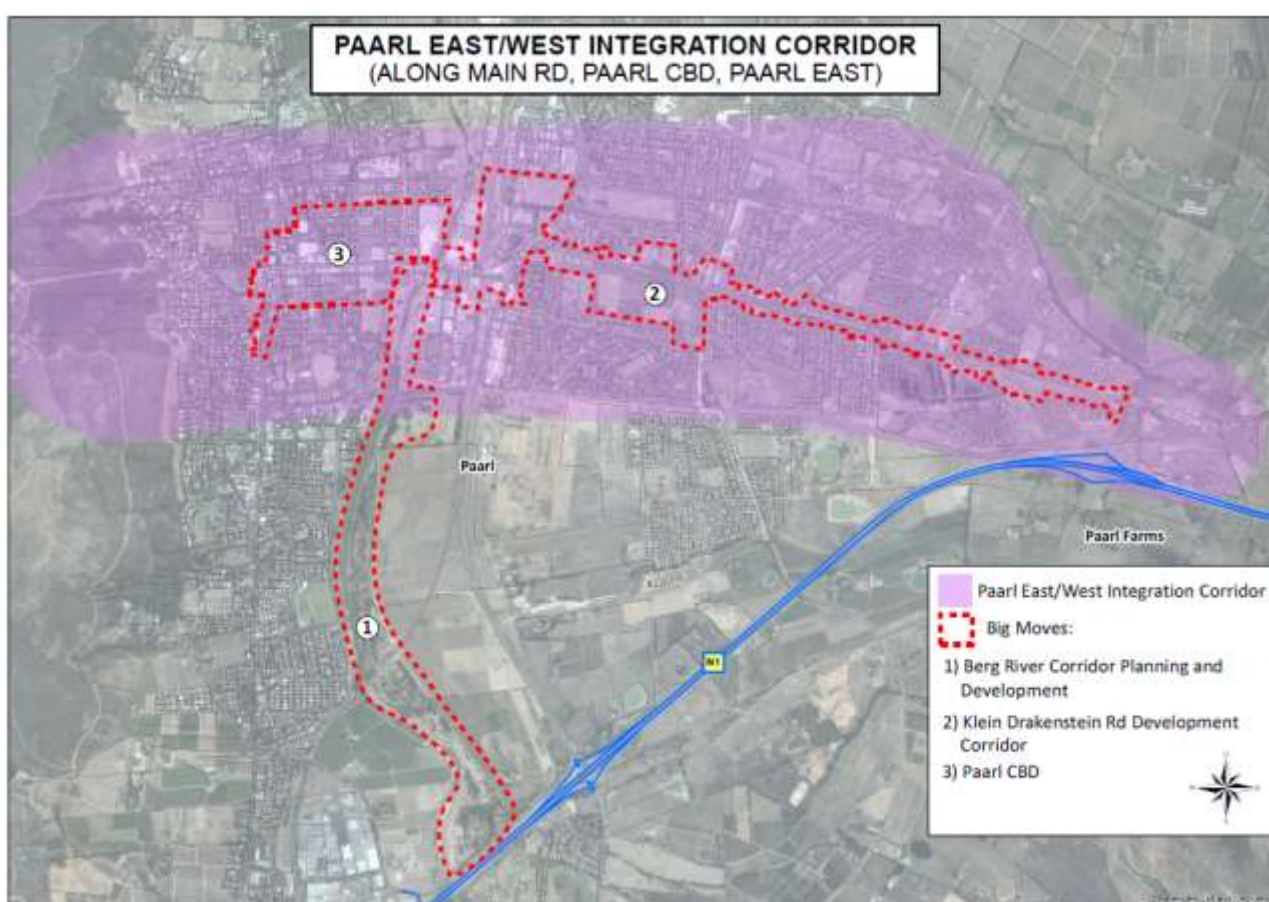 PAARL EAST/WEST INTEGRATION CORRIDOR
(ALONG MAIN RD, PAARL CBD, PAARL EAST)
3
2
Paarl
Paarl Farms
1
N1
Paarl East/West Integration Corridor
Big Moves:
1) Berg River Corridor Planning and
Development
2) Klein Drakenstein Rd Development
Corridor
3) Paarl CBD